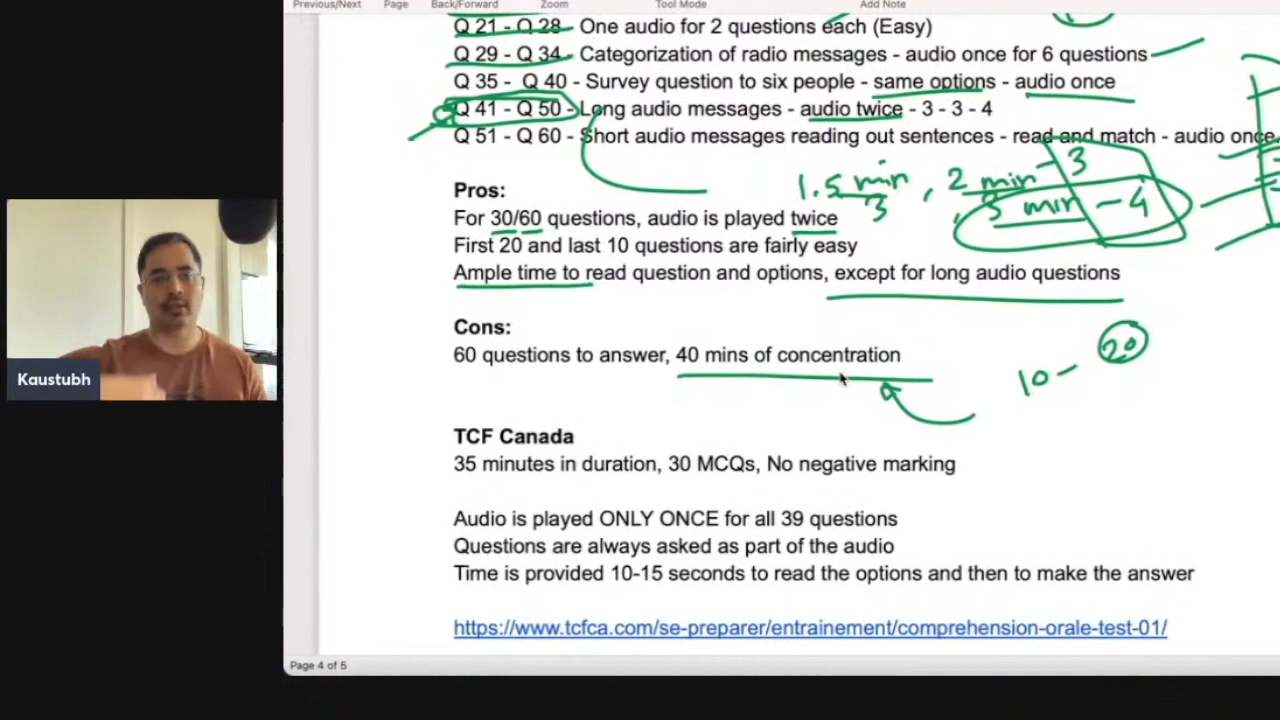 Previous/Next Page Back/Forward Zoom Tool Mode Add Note
Q 21 - Q 28 - One audio for 2 questions each (Easy)
Q 29 - Q 34 - Categorization of radio messages - audio once for 6 questions
Q 35 - Q 40 - Survey question to six people - same options - audio once
Q 41 - Q 50 - Long audio messages - audio twice - 3 - 3 - 4
Q 51 - Q 60 - Short audio messages reading out sentences - read and match - audio once
1.5 min , 2 min - 3
3 , 3 min - 4
Pros:
For 30/60 questions, audio is played twice
First 20 and last 10 questions are fairly easy
Ample time to read question and options, except for long audio questions
Cons:
60 questions to answer, 40 mins of concentration
10 - 20
Kaustubh
TCF Canada
35 minutes in duration, 30 MCQs, No negative marking
Audio is played ONLY ONCE for all 39 questions
Questions are always asked as part of the audio
Time is provided 10-15 seconds to read the options and then to make the answer
https://www.tcfca.com/se-preparer/entrainement/comprehension-orale-test-01/
Page 4 of 5